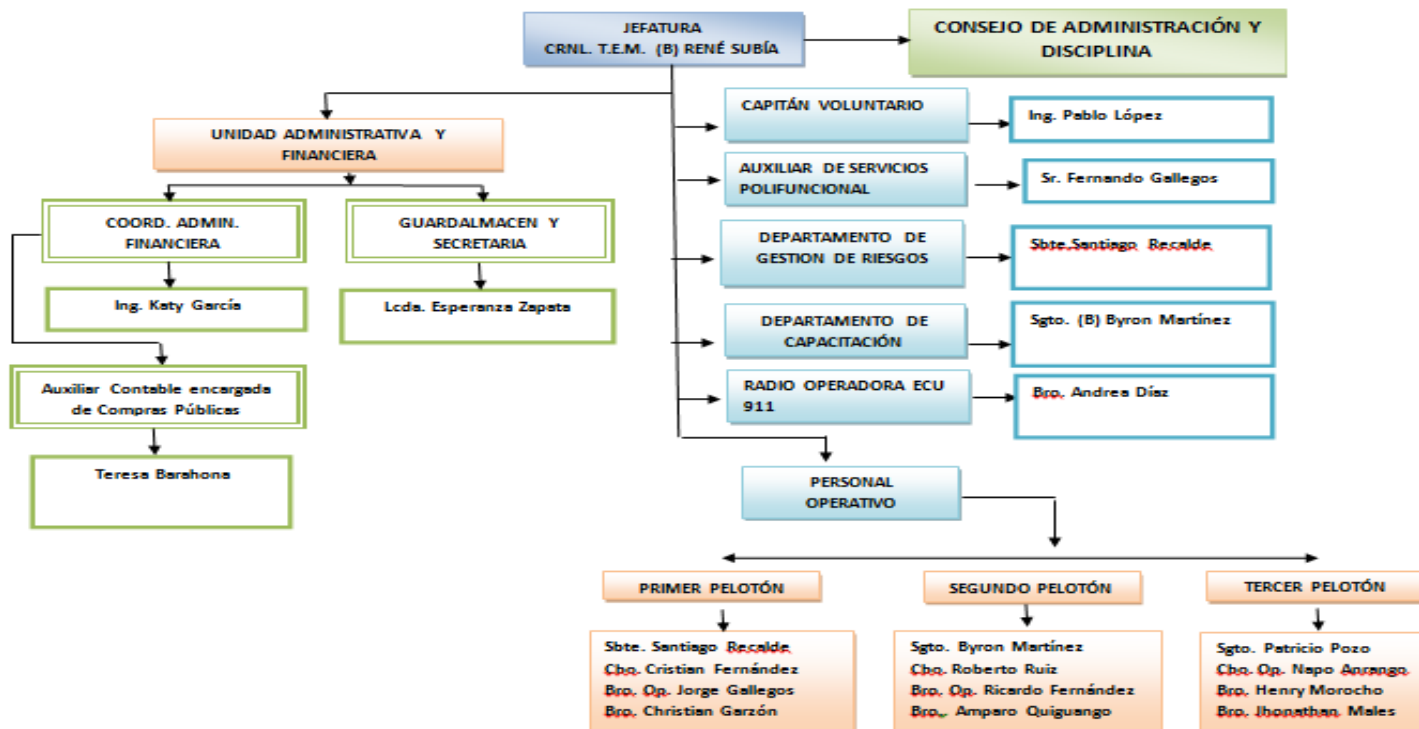 JEFATURA
CRNL. T.E.M. (B) RENÉ SUBÍA
CONSEJO DE ADMINISTRACIÓN Y
DISCIPLINA
UNIDAD ADMINISTRATIVA Y
FINANCIERA
COORD. ADMIN.
FINANCIERA
GUARDALMACEN Y
SECRETARIA
Ing. Katy García
Lcda. Esperanza Zapata
Auxiliar Contable encargada
de Compras Públicas
Teresa Barahona
CAPITÁN VOLUNTARIO
Ing. Pablo López
AUXILIAR DE SERVICIOS
POLIFUNCIONAL
Sr. Fernando Gallegos
DEPARTAMENTO DE
GESTION DE RIESGOS
Sbte.Santiago Recalde
DEPARTAMENTO DE
CAPACITACIÓN
Sgto. (B) Byron Martínez
RADIO OPERADORA ECU
911
Bro. Andrea Díaz
PERSONAL
OPERATIVO
PRIMER PELOTÓN
Sbte. Santiago Recalde
Cbo. Cristian Fernández
Bro. Op. Jorge Gallegos
Bro. Christian Garzón
SEGUNDO PELOTÓN
Sgto. Byron Martínez
Cbo. Roberto Ruiz
Bro. Op. Ricardo Fernández
Bro. Amparo Quiguango
TERCER PELOTÓN
Sgto. Patricio Pozo
Cbo. Op. Napo Anrango
Bro. Henry Morocho
Bro. Jhonathan Males